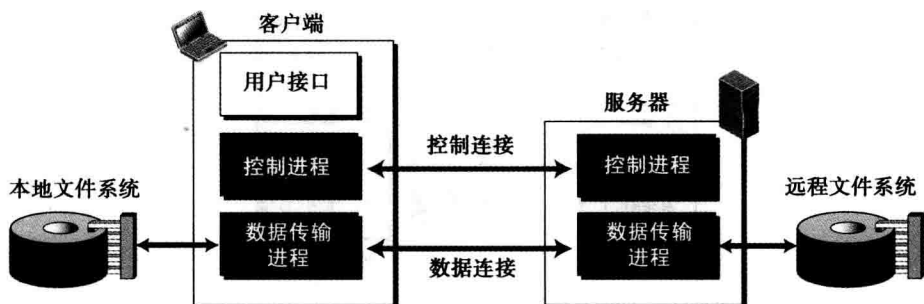 客户端
用户接口
服务器
控制进程
控制连接
控制进程
本地文件系统
远程文件系统
数据传输
进程
数据连接
数据传输
进程